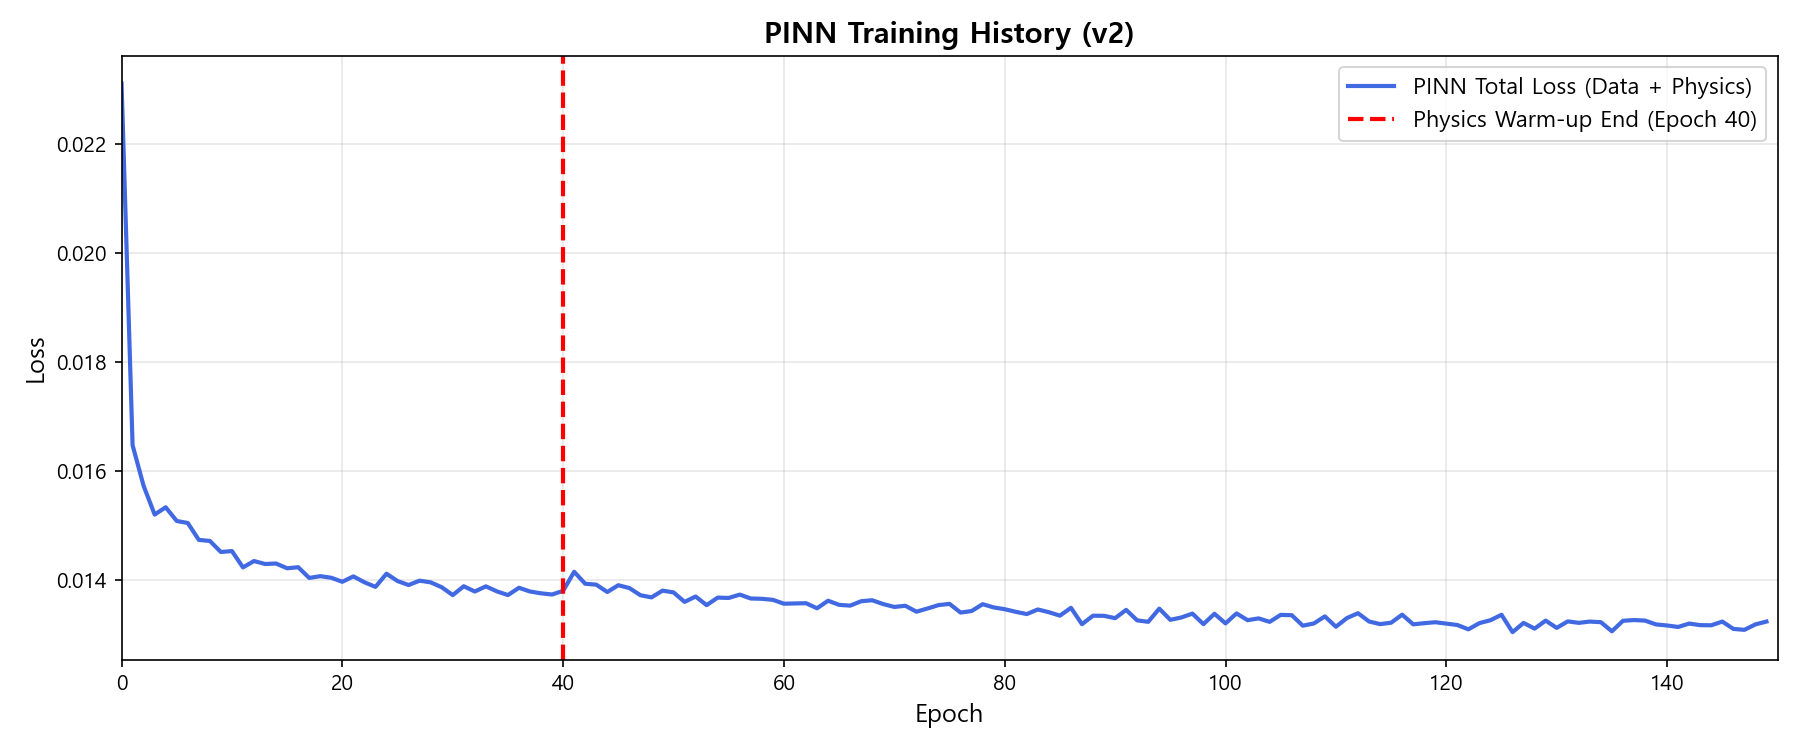 PINN Training History (v2)
PINN Total Loss (Data + Physics)
Physics Warm-up End (Epoch 40)
Loss
0.022
0.020
0.018
0.016
0.014
0 20 40 60 80 100 120 140
Epoch